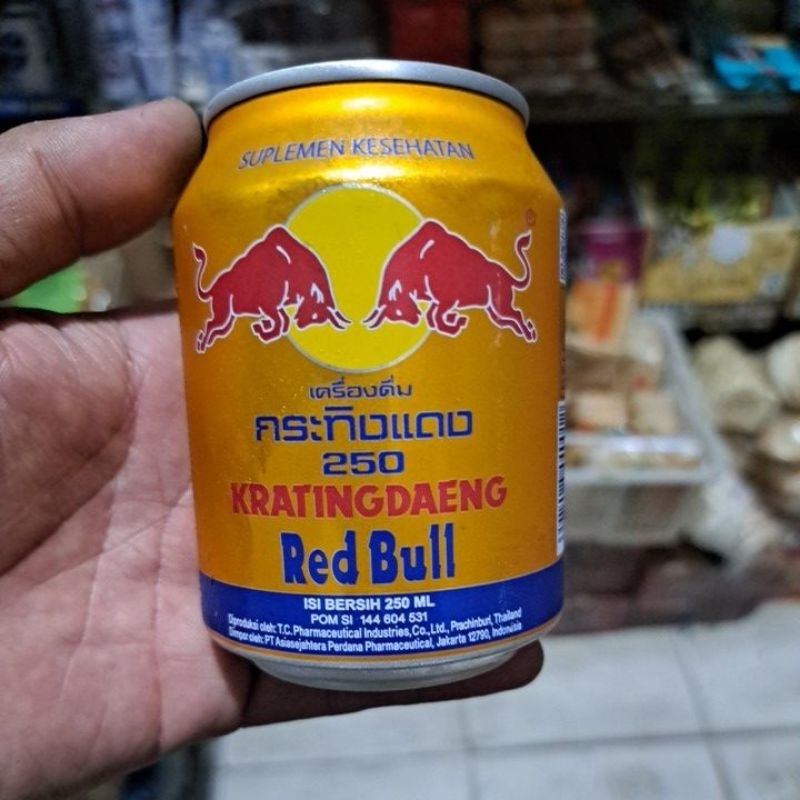 SUPLEMEN KESEHATAN
®
เครื่องดื่ม
กระทิงแดง
250
KRATINGDAENG
Red Bull
ISI BERSIH 250 ML
POM SI 144 604 531
Diproduksi oleh: T.C. Pharmaceutical Industries, Co., Ltd., Prachinburi, Thailand
Diimpor oleh: PT Asiasejahtera Perdana Pharmaceutical, Jakarta 12790, Indonesia